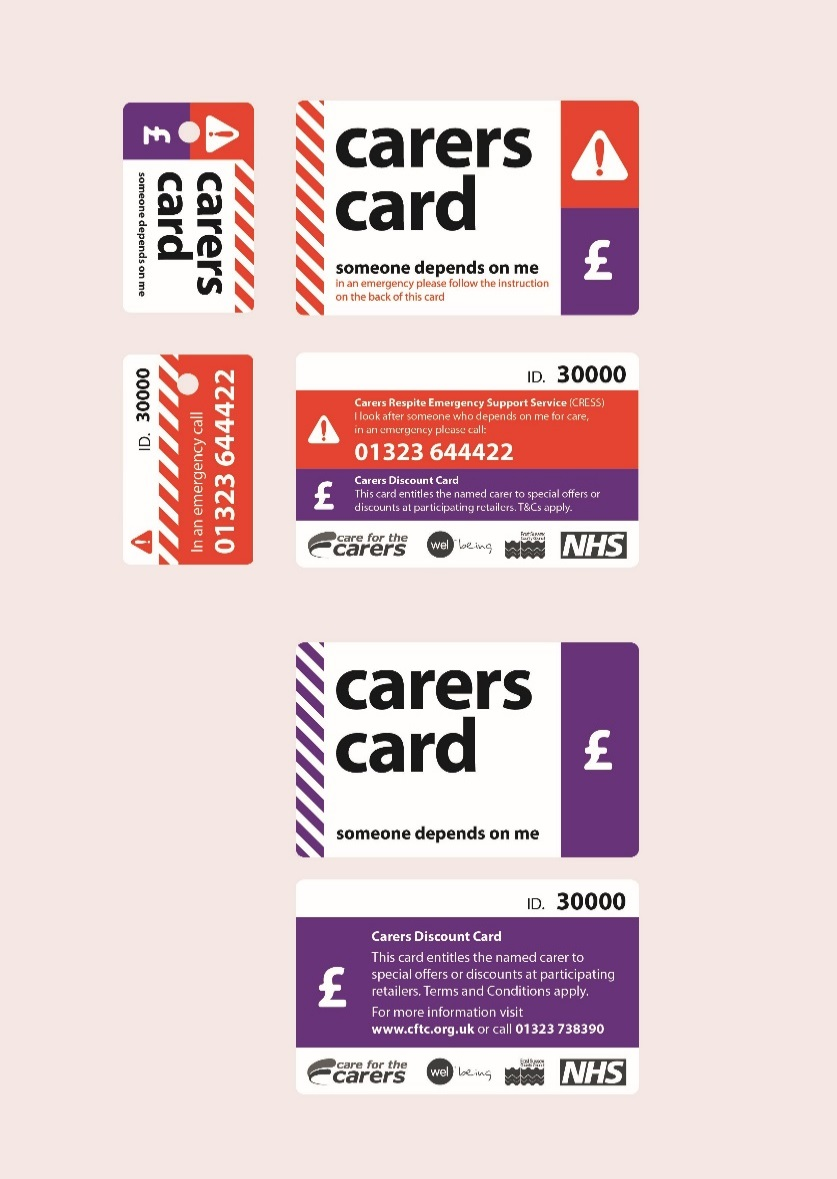 £
carers
card
someone depends on me
carers
card
someone depends on me
in an emergency please follow the instruction
on the back of this card
£
ID. 30000
In an emergency call
01323 644422
ID. 30000
Carers Respite Emergency Support Service (CRESS)
I look after someone who depends on me for care,
in an emergency please call:
01323 644422
£
Carers Discount Card
This card entitles the named carer to special offers or
discounts at participating retailers. T&Cs apply.
care for the
carers
wel being
NHS
carers
card
£
someone depends on me
ID. 30000
£
Carers Discount Card
This card entitles the named carer to
special offers or discounts at participating
retailers. Terms and Conditions apply.
For more information visit
www.cftc.org.uk or call 01323 738390
care for the
carers
wel being
NHS